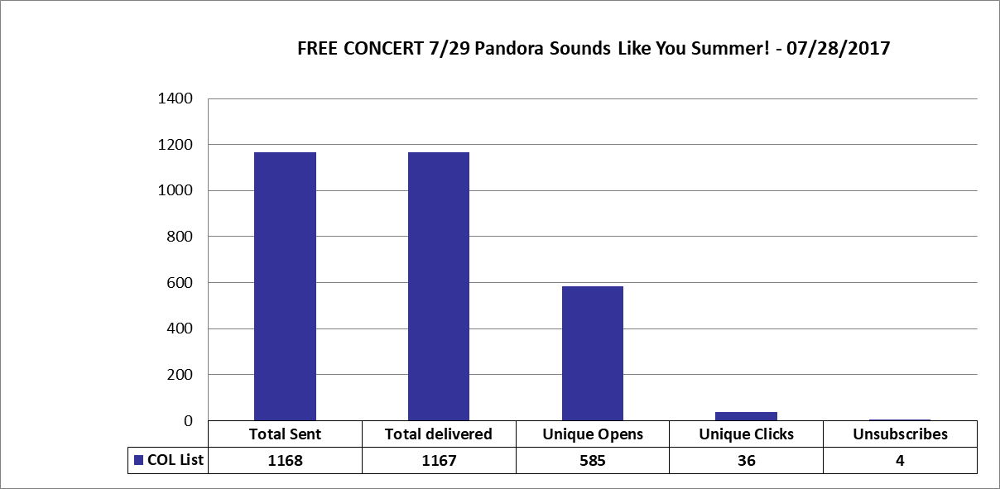 FREE CONCERT 7/29 Pandora Sounds Like You Summer! - 07/28/2017
1400
1200
1000
800
600
400
200
0
Total Sent Total delivered Unique Opens Unique Clicks Unsubscribes
COL List 1168 1167 585 36 4